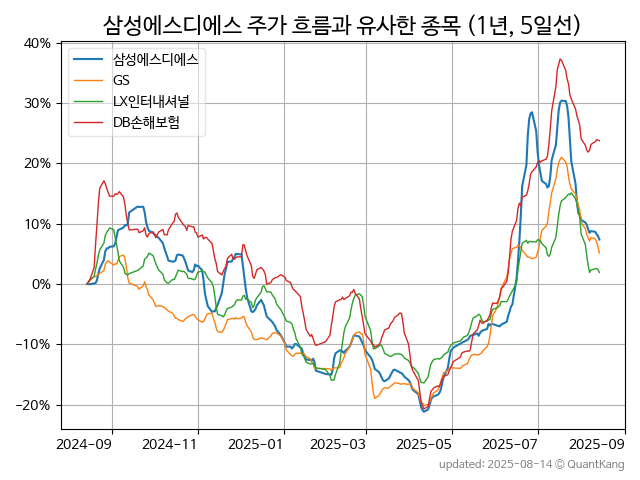 삼성에스디에스 주가 흐름과 유사한 종목 (1년, 5일선)
삼성에스디에스
GS
LX인터내셔널
DB손해보험
40%
30%
20%
10%
0%
−10%
−20%
2024-09 2024-11 2025-01 2025-03 2025-05 2025-07 2025-09
updated: 2025-08-14 © QuantKang